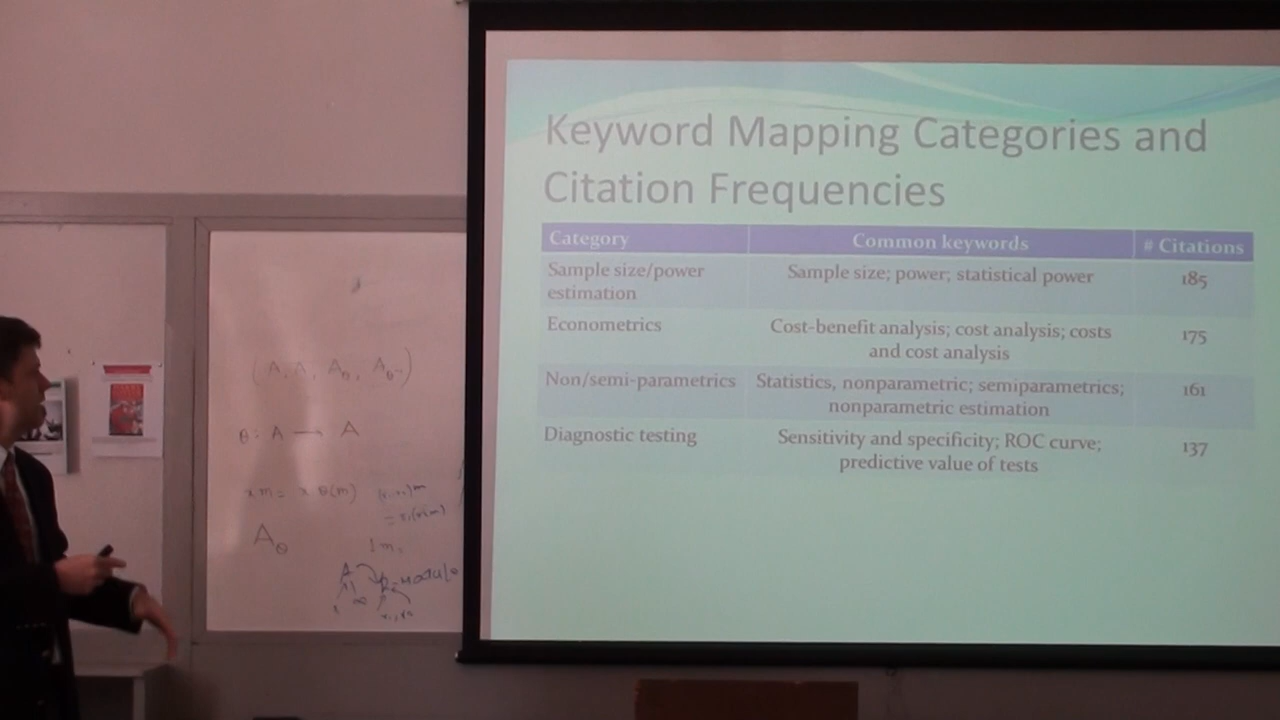 Keyword Mapping Categories and
Citation Frequencies
Category Common keywords # Citations
Sample size/power Sample size; power; statistical power 185
estimation
Econometrics Cost-benefit analysis; cost analysis; costs 175
and cost analysis
Non/semi-parametrics Statistics, nonparametric; semiparametrics; 161
nonparametric estimation
Diagnostic testing Sensitivity and specificity; ROC curve; 137
predictive value of tests
θ: A → A
x m = x θ(m)
A_θ
R-module